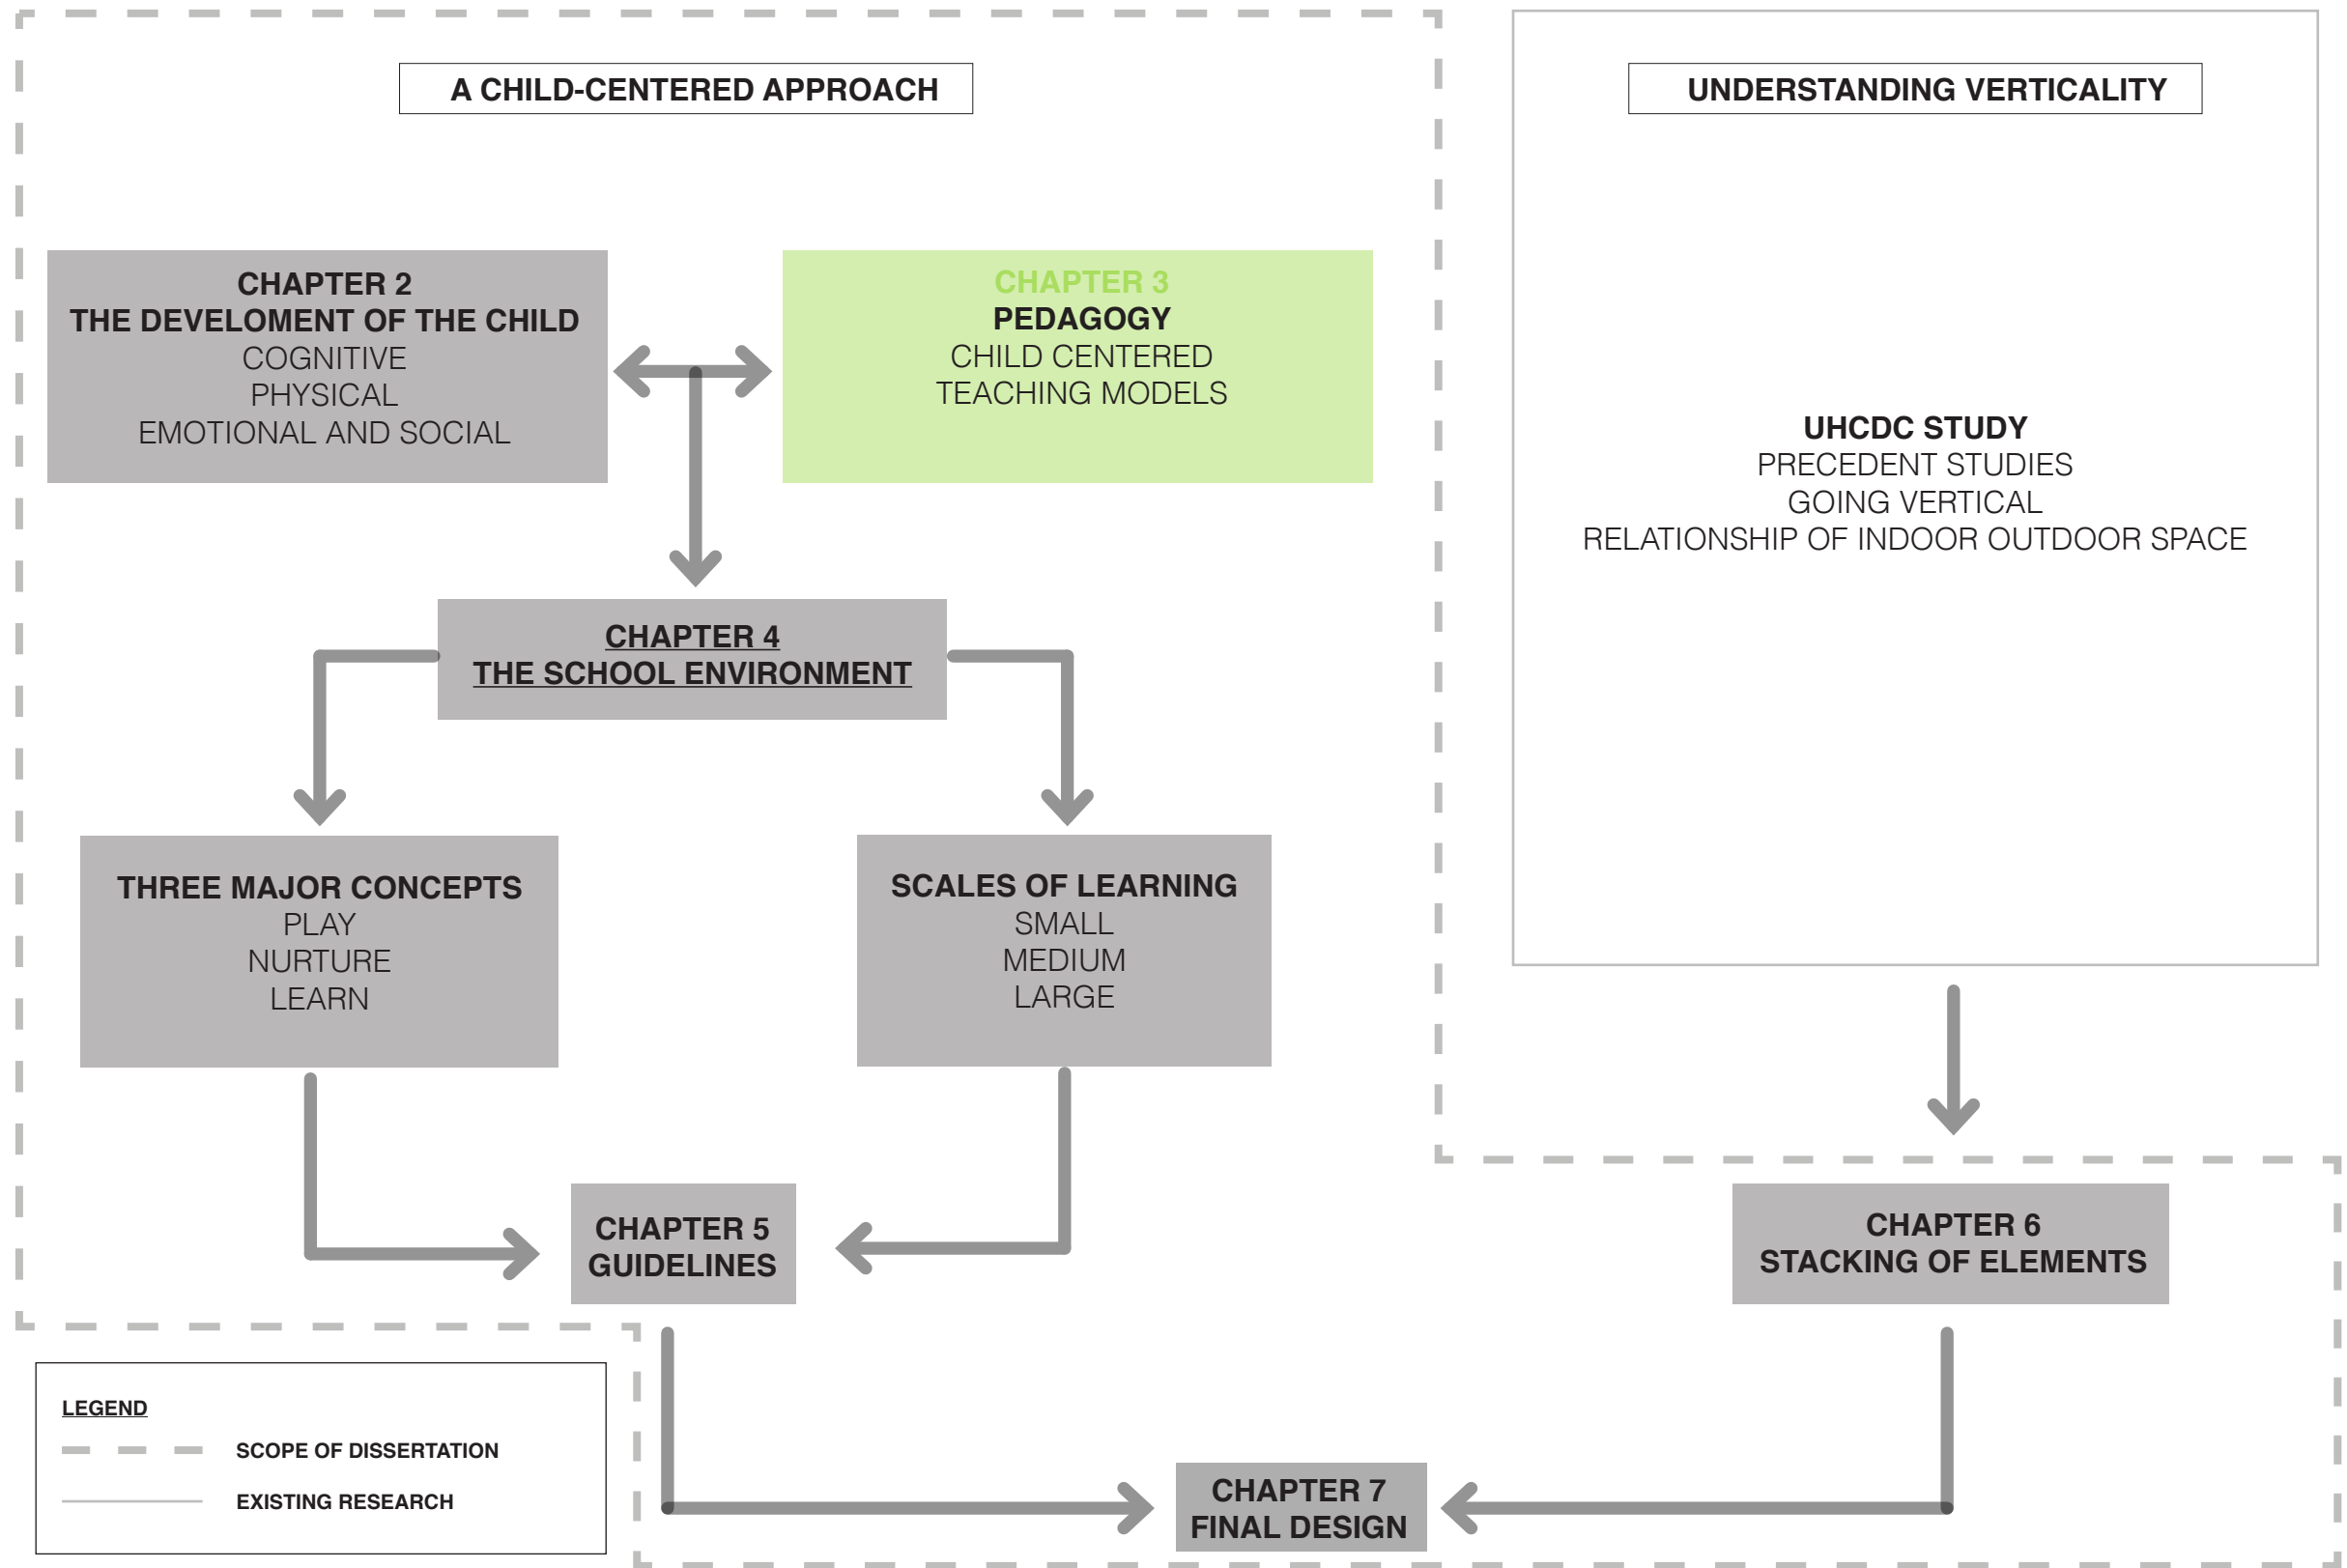 A CHILD-CENTERED APPROACH
UNDERSTANDING VERTICALITY
CHAPTER 2
THE DEVELOMENT OF THE CHILD
COGNITIVE
PHYSICAL
EMOTIONAL AND SOCIAL
CHAPTER 3
PEDAGOGY
CHILD CENTERED
TEACHING MODELS
UHCDC STUDY
PRECEDENT STUDIES
GOING VERTICAL
RELATIONSHIP OF INDOOR OUTDOOR SPACE
CHAPTER 4
THE SCHOOL ENVIRONMENT
THREE MAJOR CONCEPTS
PLAY
NURTURE
LEARN
SCALES OF LEARNING
SMALL
MEDIUM
LARGE
CHAPTER 5
GUIDELINES
CHAPTER 6
STACKING OF ELEMENTS
LEGEND
SCOPE OF DISSERTATION
EXISTING RESEARCH
CHAPTER 7
FINAL DESIGN